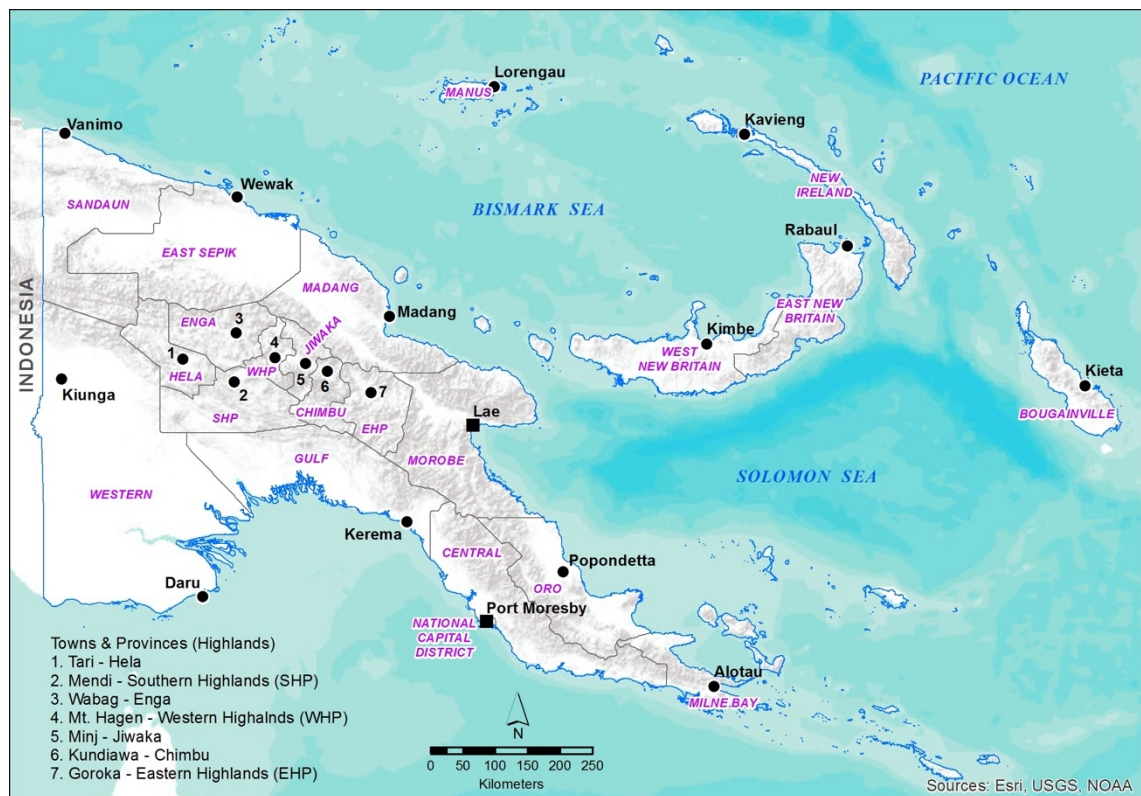 PACIFIC OCEAN
Lorengau
MANUS
Kavieng
Vanimo
NEW
IRELAND
Wewak
SANDAUN
BISMARK SEA
Rabaul
EAST SEPIK
MADANG
EAST NEW
BRITAIN
INDONESIA
ENGA
3
Madang
Kimbe
JIWAKA
4
WEST
NEW BRITAIN
1
HELA
WHP
5
6
Kiunga
2
7
Kieta
SHP
CHIMBU
Lae
BOUGAINVILLE
EHP
GULF
MOROBE
SOLOMON SEA
WESTERN
Kerema
CENTRAL
Popondetta
Daru
ORO
Port Moresby
NATIONAL
CAPITAL
DISTRICT
Alotau
MILNE BAY
Towns & Provinces (Highlands)
1. Tari - Hela
2. Mendi - Southern Highlands (SHP)
3. Wabag - Enga
4. Mt. Hagen - Western Highalnds (WHP)
5. Minj - Jiwaka
6. Kundiawa - Chimbu
7. Goroka - Eastern Highlands (EHP)
N
0 50 100 150 200 250
Kilometers
Sources: Esri, USGS, NOAA